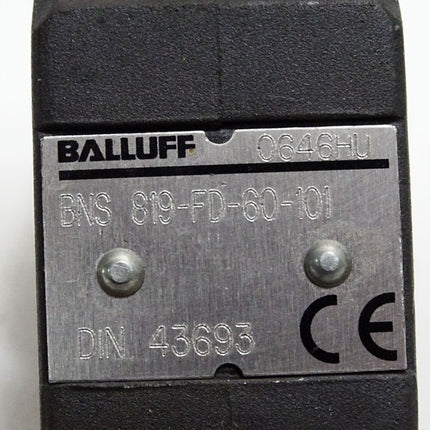 BALLUFF 0646HU
BNS 819-FD-60-101
DIN 43693
CE